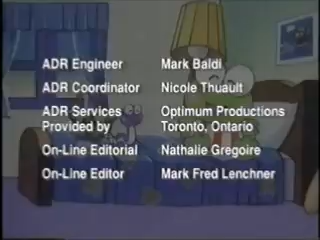 ADR Engineer Mark Baldi
ADR Coordinator Nicole Thuault
ADR Services Optimum Productions
Provided by Toronto, Ontario
On-Line Editorial Nathalie Gregoire
On-Line Editor Mark Fred Lenchner